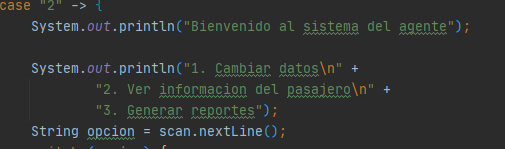 case "2" -> {
System.out.println("Bienvenido al sistema del agente");
System.out.println("1. Cambiar datos\n" +
"2. Ver informacion del pasajero\n" +
"3. Generar reportes");
String opcion = scan.nextLine();